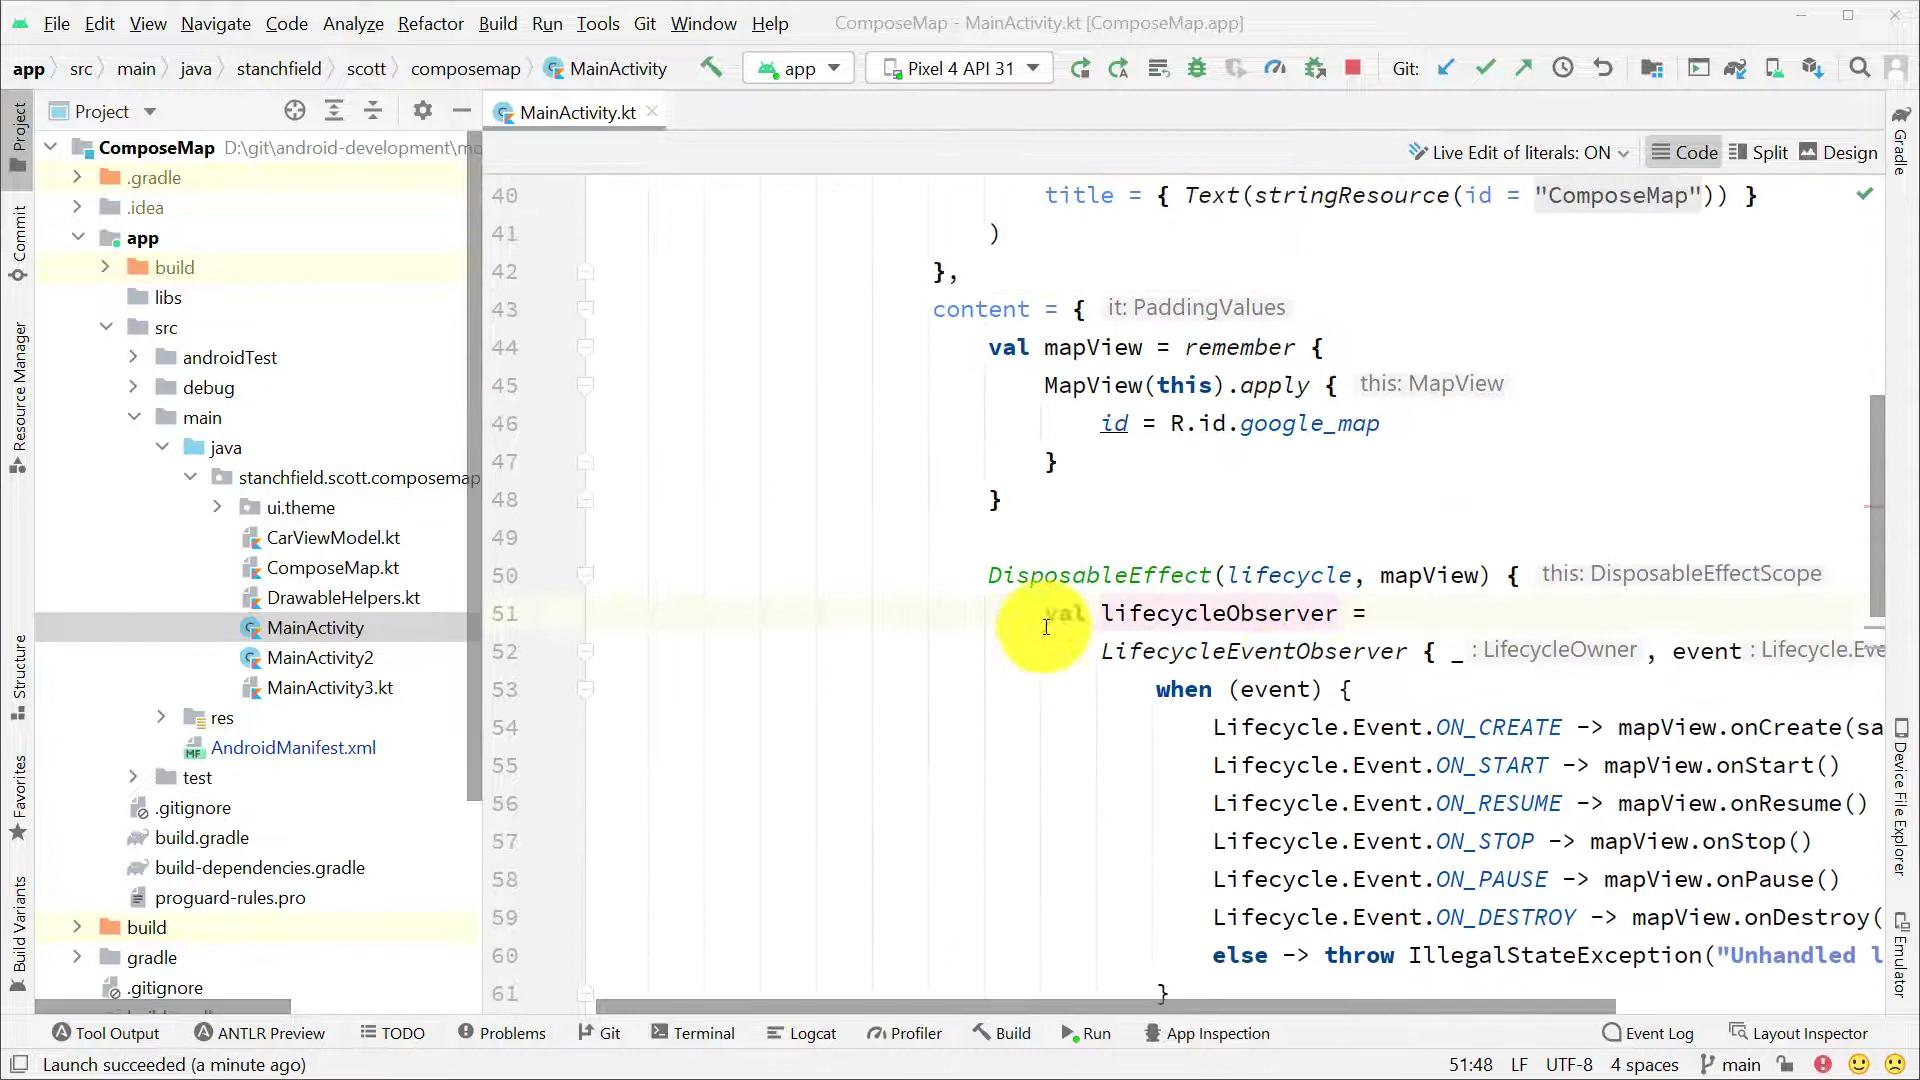 File Edit View Navigate Code Analyze Refactor Build Run Tools Git Window Help ComposeMap - MainActivity.kt [ComposeMap.app]
app src main java stanchfield scott composemap MainActivity app Pixel 4 API 31 Git:
Project MainActivity.kt
Live Edit of literals: ON Code Split Design
ComposeMap D:\git\android-development\mo
.gradle
.idea
app
build
libs
src
androidTest
debug
main
java
stanchfield.scott.composemap
ui.theme
CarViewModel.kt
ComposeMap.kt
DrawableHelpers.kt
MainActivity
MainActivity2
MainActivity3.kt
res
AndroidManifest.xml
test
.gitignore
build.gradle
build-dependencies.gradle
proguard-rules.pro
build
gradle
.gitignore
40 title = { Text(stringResource(id = "ComposeMap")) }
41 )
42 },
43 content = { it: PaddingValues
44 val mapView = remember {
45 MapView(this).apply { this: MapView
46 id = R.id.google_map
47 }
48 }
49
50 DisposableEffect(lifecycle, mapView) { this: DisposableEffectScope
51 val lifecycleObserver =
52 LifecycleEventObserver { _ : LifecycleOwner , event : Lifecycle.Eve
53 when (event) {
54 Lifecycle.Event.ON_CREATE -> mapView.onCreate(sa
55 Lifecycle.Event.ON_START -> mapView.onStart()
56 Lifecycle.Event.ON_RESUME -> mapView.onResume()
57 Lifecycle.Event.ON_STOP -> mapView.onStop()
58 Lifecycle.Event.ON_PAUSE -> mapView.onPause()
59 Lifecycle.Event.ON_DESTROY -> mapView.onDestroy(
60 else -> throw IllegalStateException("Unhandled l
61 }
Project
Commit
Resource Manager
Structure
Favorites
Build Variants
Gradle
Device File Explorer
Emulator
Tool Output ANTLR Preview TODO Problems Git Terminal Logcat Profiler Build Run App Inspection Event Log Layout Inspector
Launch succeeded (a minute ago) 51:48 LF UTF-8 4 spaces main